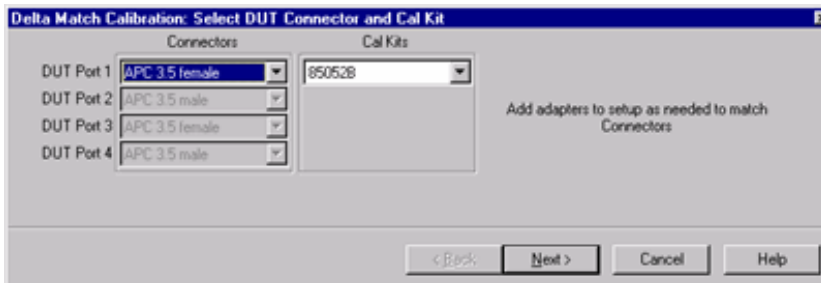 Delta Match Calibration: Select DUT Connector and Cal Kit
Connectors Cal Kits
DUT Port 1 APC 3.5 female 85052B
DUT Port 2 APC 3.5 male
DUT Port 3 APC 3.5 female
DUT Port 4 APC 3.5 male
Add adapters to setup as needed to match
Connectors
< Back Next > Cancel Help